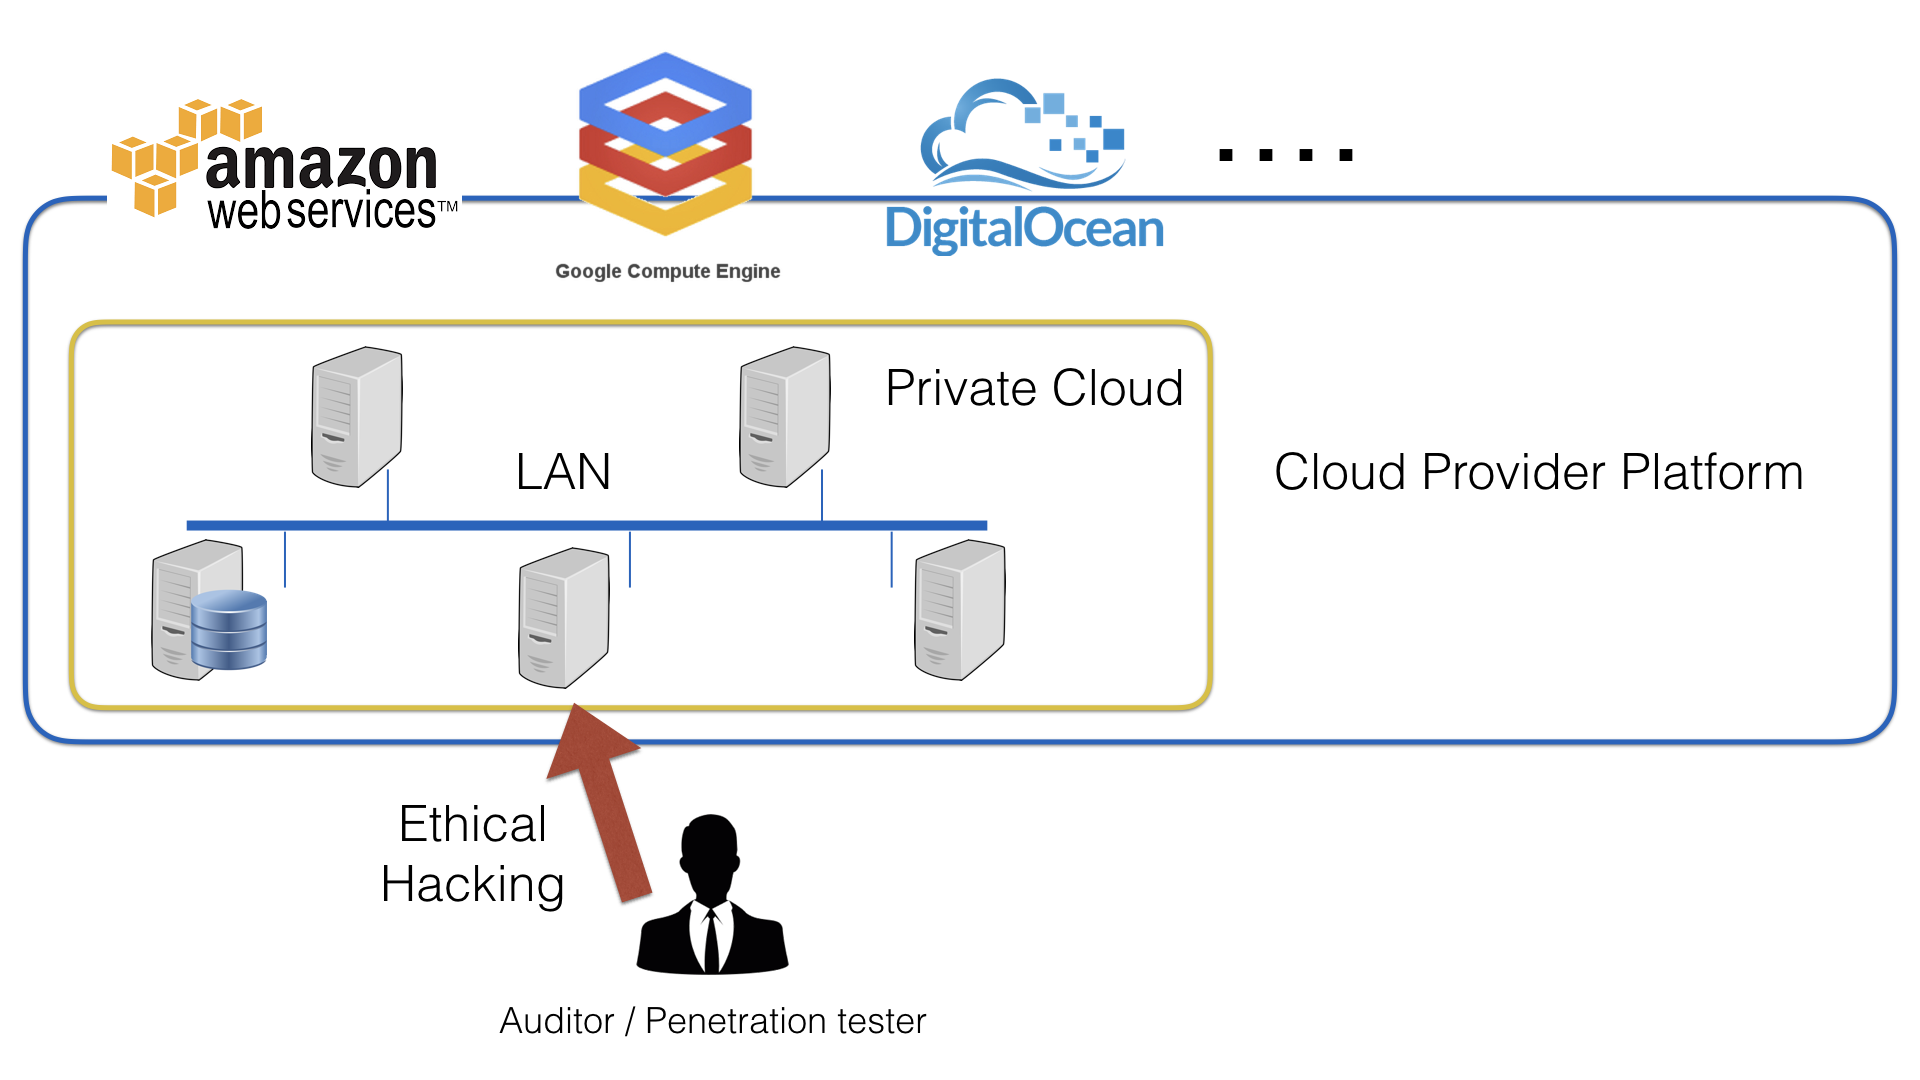 amazon
web services™
Google Compute Engine
DigitalOcean
....
Private Cloud
LAN
Cloud Provider Platform
Ethical
Hacking
Auditor / Penetration tester